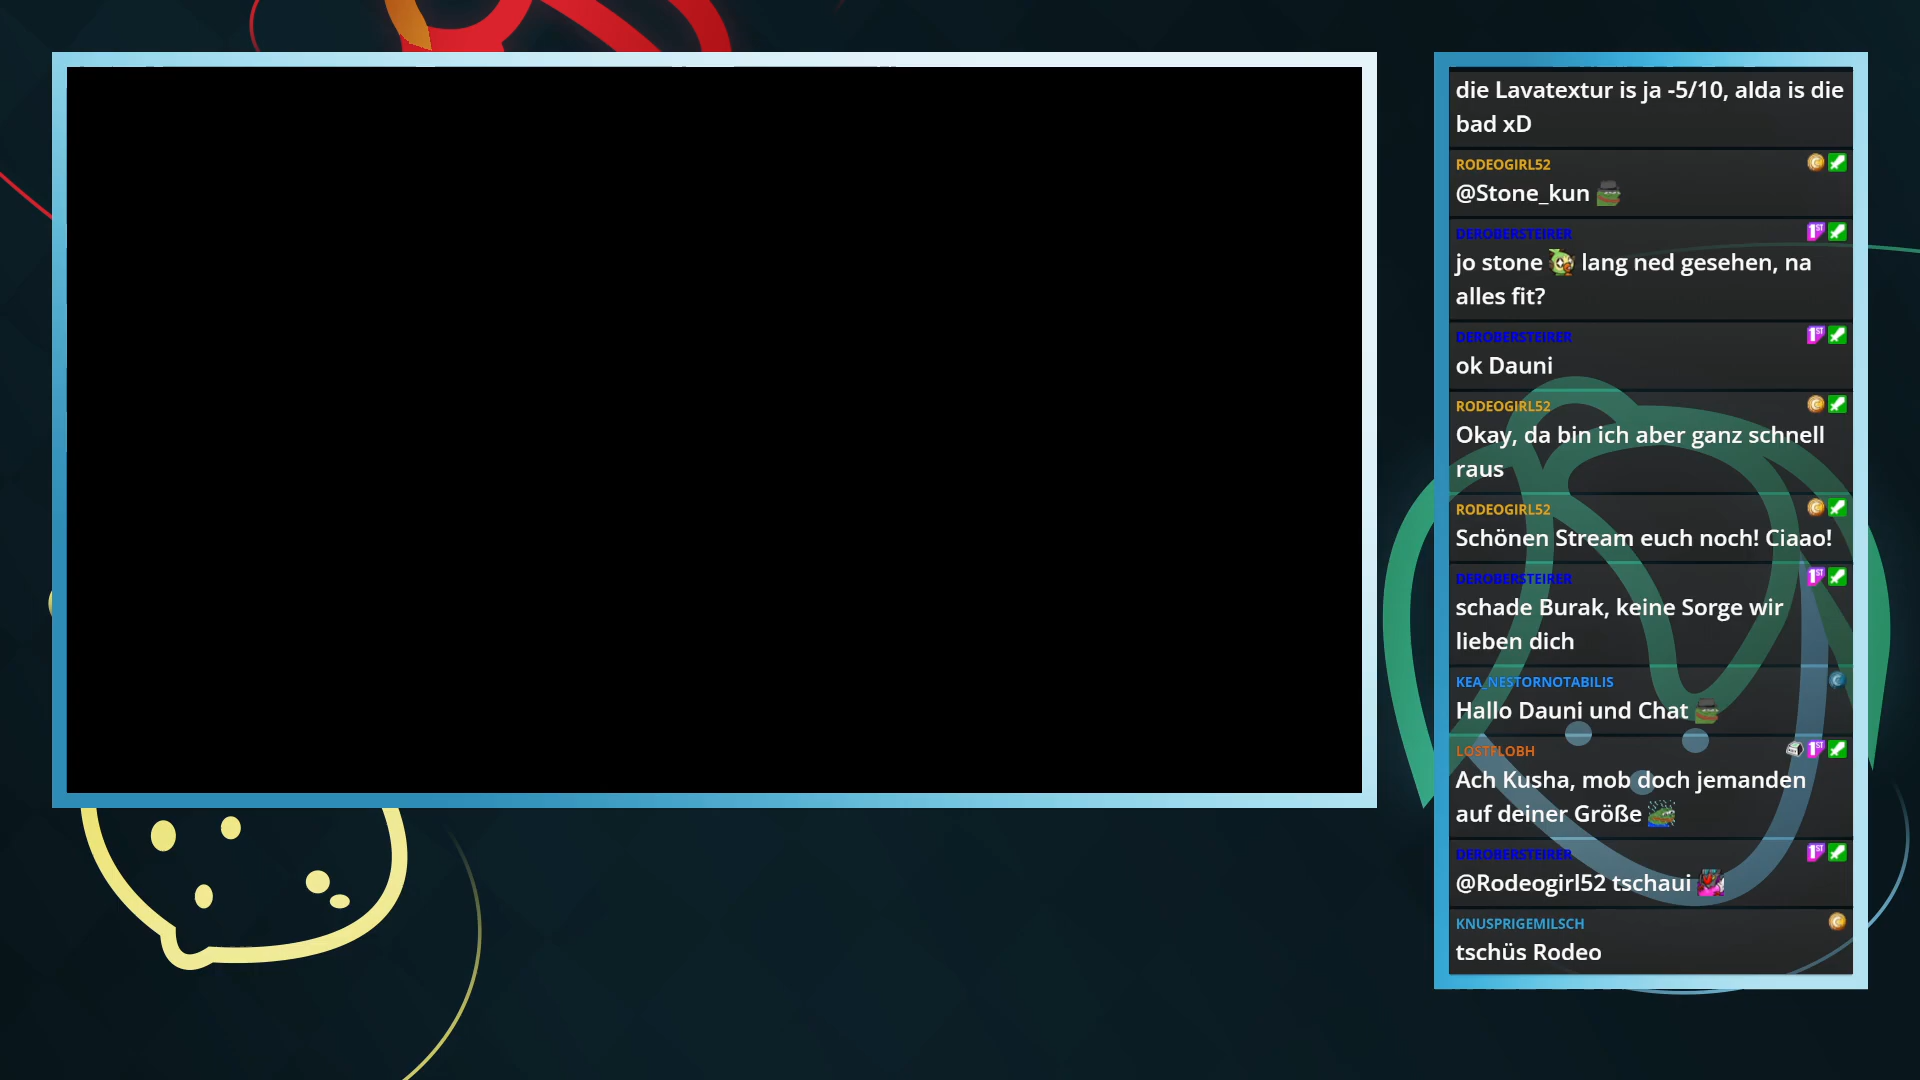 die Lavatextur is ja -5/10, alda is die
bad xD
RODEOGIRL52
@Stone_kun
DEROBERSTEIRER
jo stone lang ned gesehen, na
alles fit?
DEROBERSTEIRER
ok Dauni
RODEOGIRL52
Okay, da bin ich aber ganz schnell
raus
RODEOGIRL52
Schönen Stream euch noch! Ciaao!
DEROBERSTEIRER
schade Burak, keine Sorge wir
lieben dich
KEA_NESTORNOTABILIS
Hallo Dauni und Chat
LOSTFLOBH
Ach Kusha, mob doch jemanden
auf deiner Größe
DEROBERSTEIRER
@Rodeogirl52 tschaui
KNUSPRIGEMILSCH
tschüs Rodeo